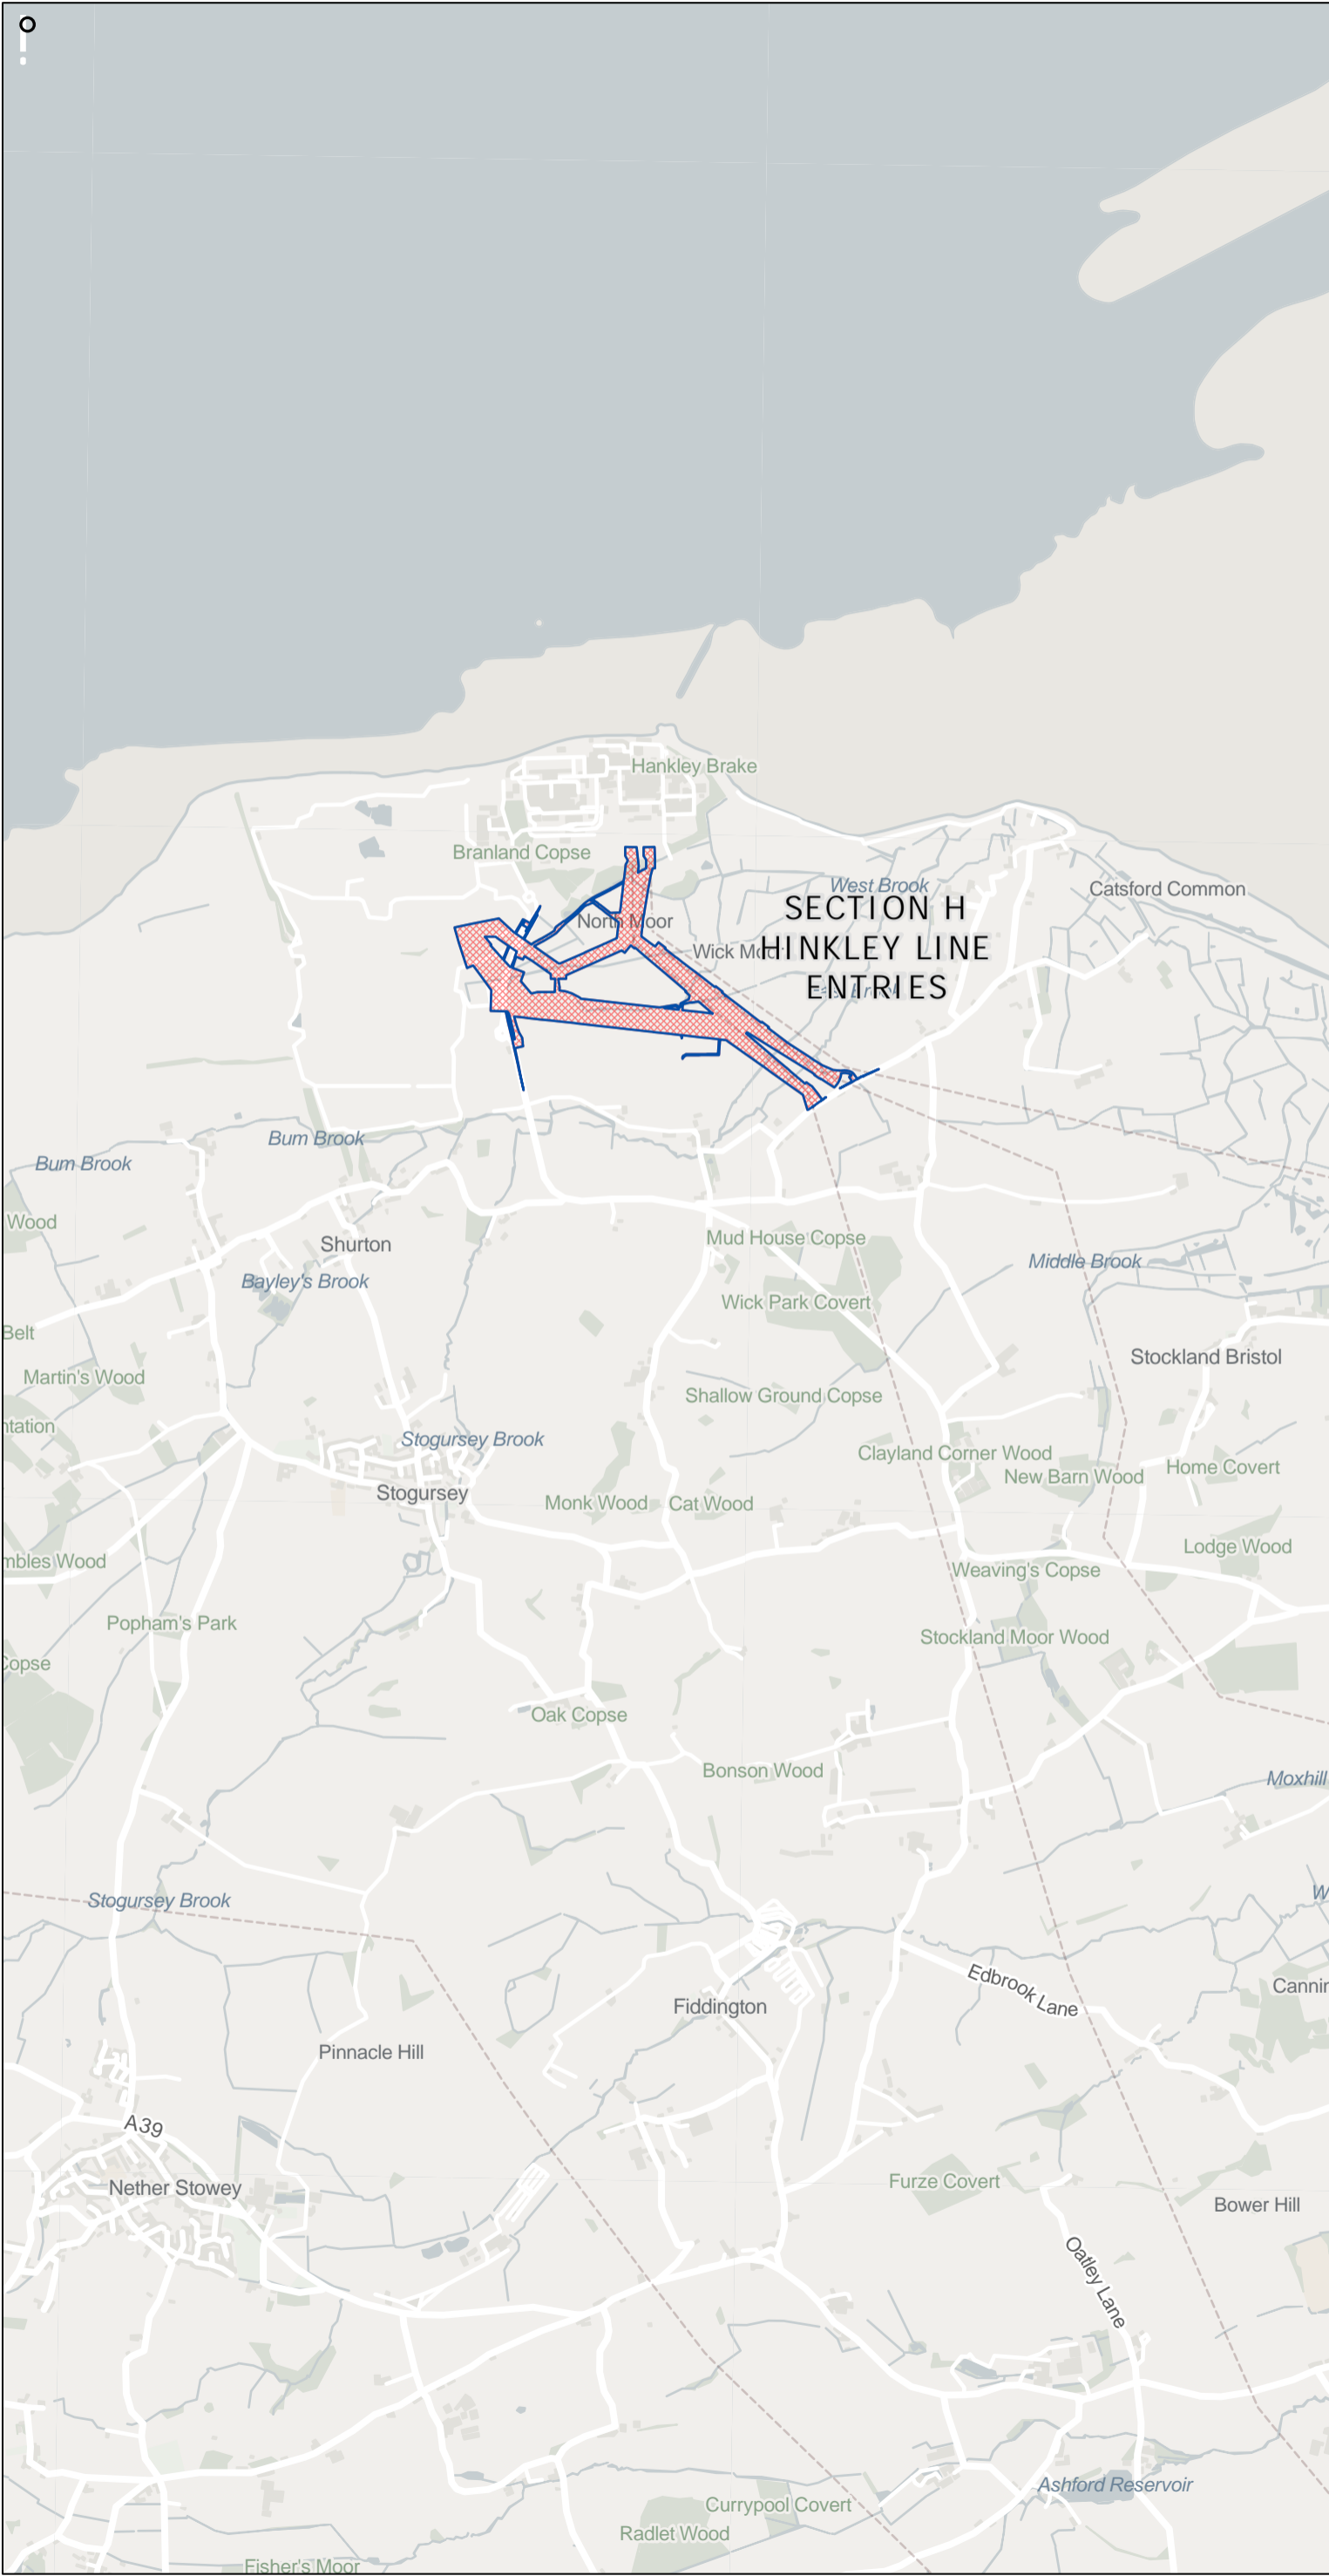 Hankley Brake
Branland Copse
West Brook
Catsford Common
SECTION H
North Moor
HINKLEY LINE
ENTRIES
Bum Brook
Bum Brook
Wood
Shurton
Mud House Copse
Middle Brook
Bayley's Brook
Wick Park Covert
Belt
Stockland Bristol
Martin's Wood
Shallow Ground Copse
ntation
Stogursey Brook
Clayland Corner Wood
New Barn Wood
Home Covert
Stogursey
Monk Wood
Cat Wood
Lodge Wood
mbles Wood
Weaving's Copse
Popham's Park
Stockland Moor Wood
Copse
Oak Copse
Bonson Wood
Moxhill
Stogursey Brook
W
Edbrook Lane
Cannin
Fiddington
Pinnacle Hill
A39
Furze Covert
Nether Stowey
Bower Hill
Oatley Lane
Ashford Reservoir
Currypool Covert
Radlet Wood
Fisher's Moor